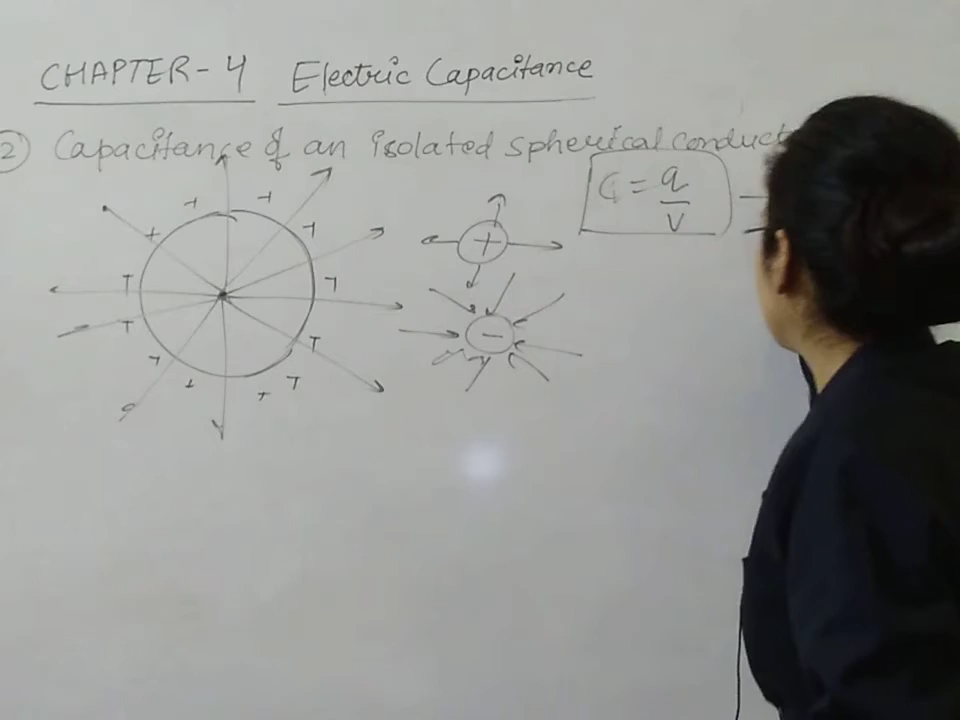 CHAPTER-4 Electric Capacitance
2) Capacitance of an isolated spherical conduct
C = q/V
+
-